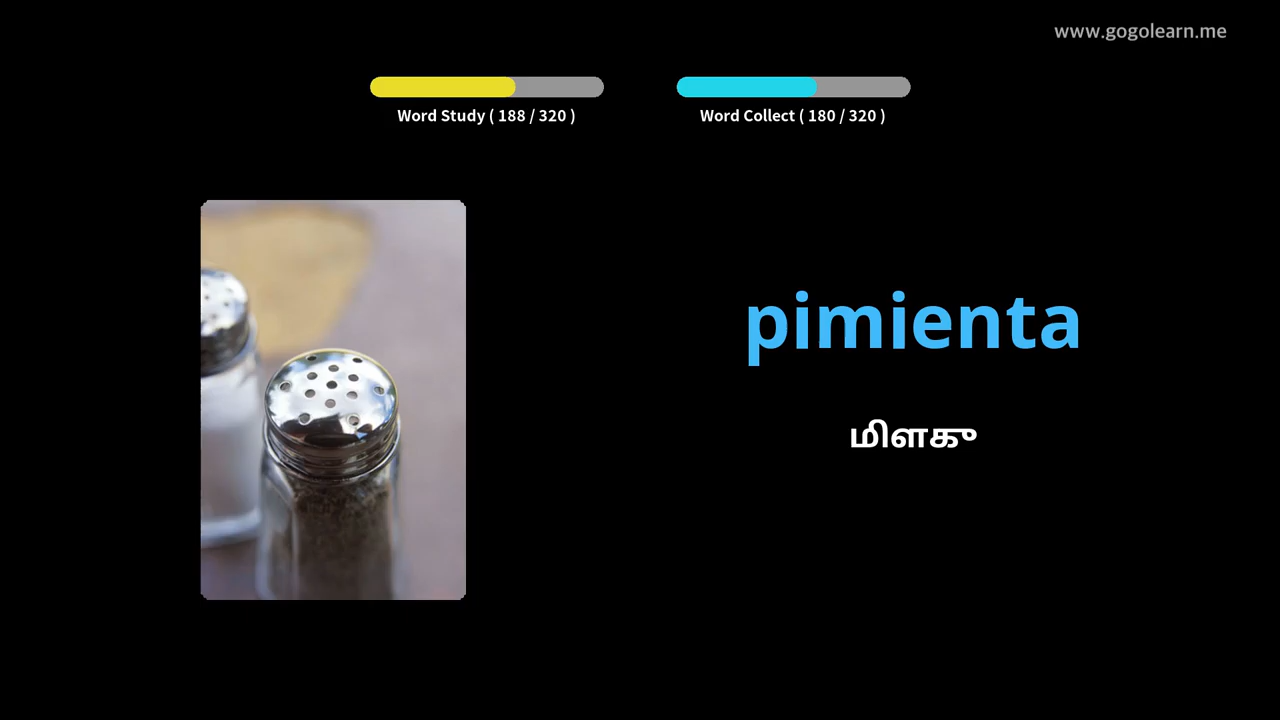 www.gogolearn.me
Word Study ( 188 / 320 )
Word Collect ( 180 / 320 )
pimienta
மிளகு